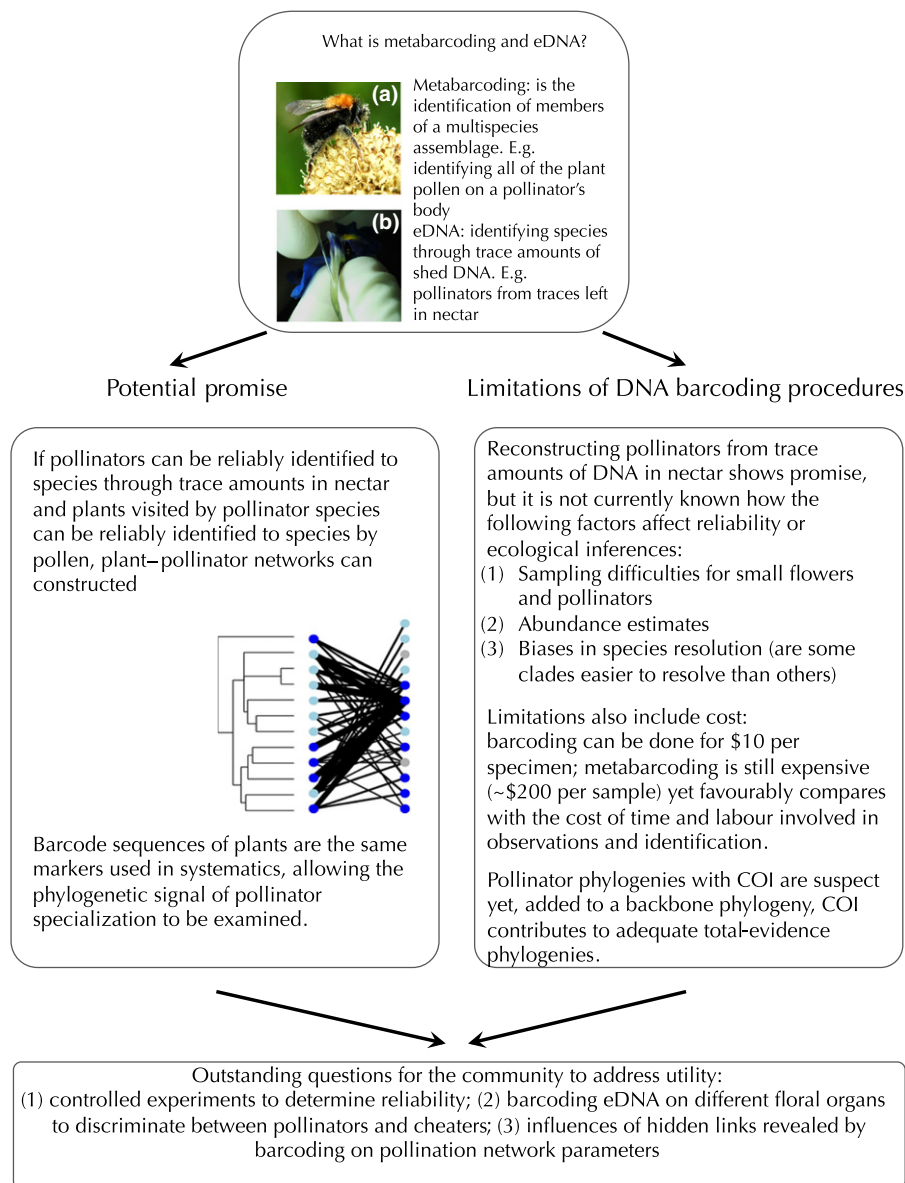 What is metabarcoding and eDNA?
(a)
Metabarcoding: is the
identification of members
of a multispecies
assemblage. E.g.
identifying all of the plant
pollen on a pollinator's
body
(b)
eDNA: identifying species
through trace amounts of
shed DNA. E.g.
pollinators from traces left
in nectar
Potential promise
If pollinators can be reliably identified to
species through trace amounts in nectar
and plants visited by pollinator species
can be reliably identified to species by
pollen, plant–pollinator networks can
constructed
Barcode sequences of plants are the same
markers used in systematics, allowing the
phylogenetic signal of pollinator
specialization to be examined.
Limitations of DNA barcoding procedures
Reconstructing pollinators from trace
amounts of DNA in nectar shows promise,
but it is not currently known how the
following factors affect reliability or
ecological inferences:
(1) Sampling difficulties for small flowers
and pollinators
(2) Abundance estimates
(3) Biases in species resolution (are some
clades easier to resolve than others)
Limitations also include cost:
barcoding can be done for $10 per
specimen; metabarcoding is still expensive
(~$200 per sample) yet favourably compares
with the cost of time and labour involved in
observations and identification.
Pollinator phylogenies with COI are suspect
yet, added to a backbone phylogeny, COI
contributes to adequate total-evidence
phylogenies.
Outstanding questions for the community to address utility:
(1) controlled experiments to determine reliability; (2) barcoding eDNA on different floral organs
to discriminate between pollinators and cheaters; (3) influences of hidden links revealed by
barcoding on pollination network parameters